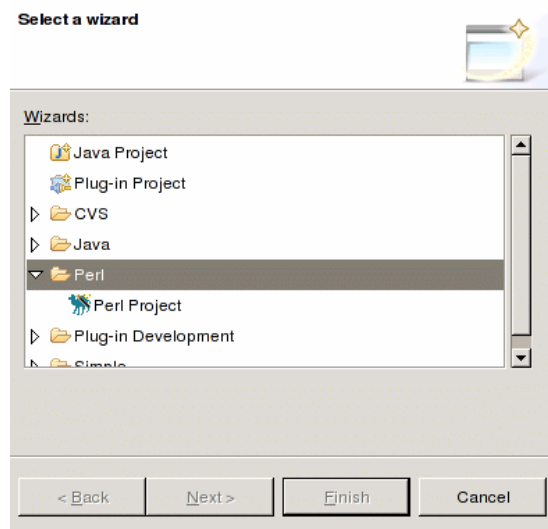 Select a wizard
Wizards:
Java Project
Plug-in Project
CVS
Java
Perl
Perl Project
Plug-in Development
Simple
< Back
Next >
Finish
Cancel